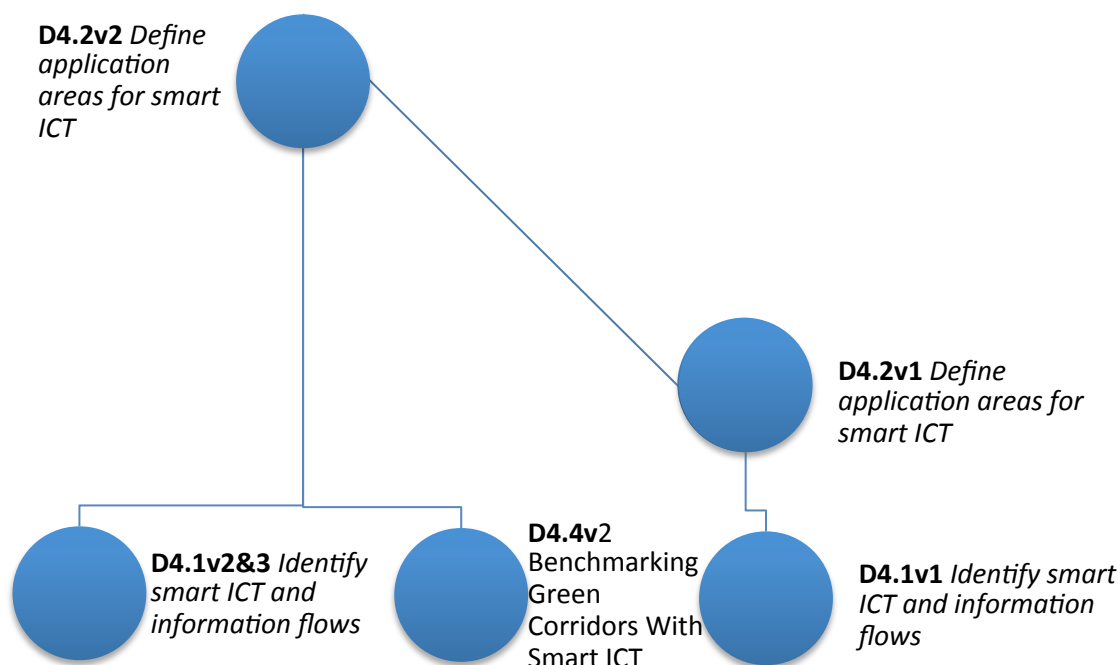 D4.2v2 Define
application
areas for smart
ICT
D4.2v1 Define
application areas for
smart ICT
D4.1v2&3 Identify
smart ICT and
information flows
D4.4v2
Benchmarking
Green
Corridors With
Smart ICT
D4.1v1 Identify smart
ICT and information
flows